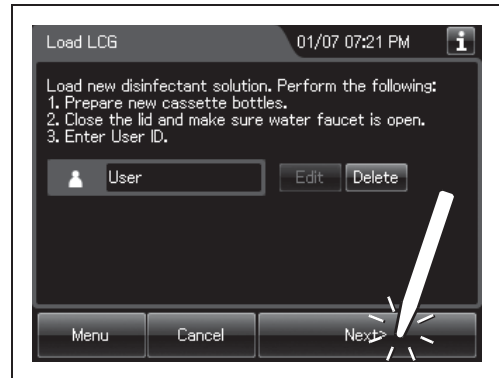 Load LCG
01/07 07:21 PM
i
Load new disinfectant solution. Perform the following:
1. Prepare new cassette bottles.
2. Close the lid and make sure water faucet is open.
3. Enter User ID.
User
Edit
Delete
Menu
Cancel
Next>